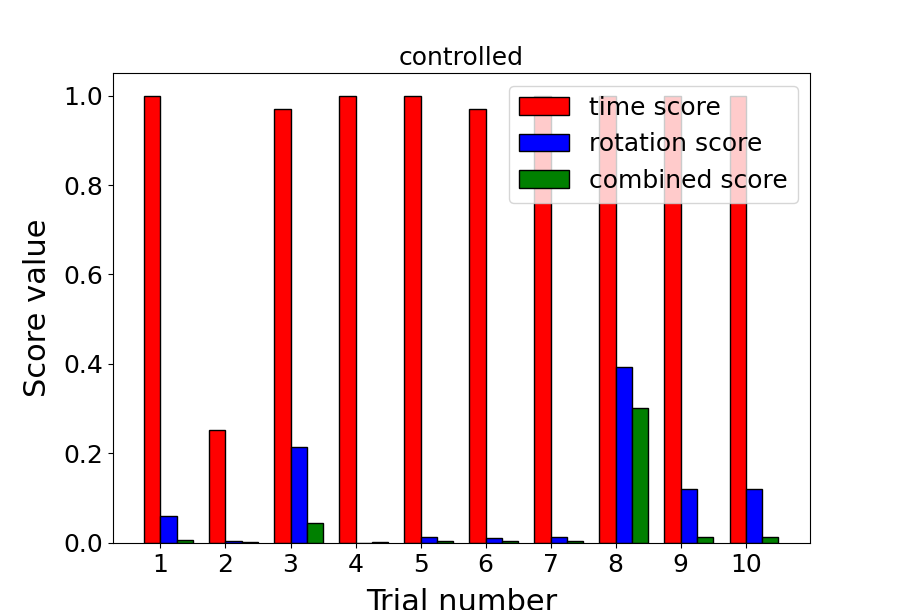 controlled
time score
rotation score
combined score
1.0
0.8
0.6
0.4
0.2
0.0
Score value
1 2 3 4 5 6 7 8 9 10
Trial number